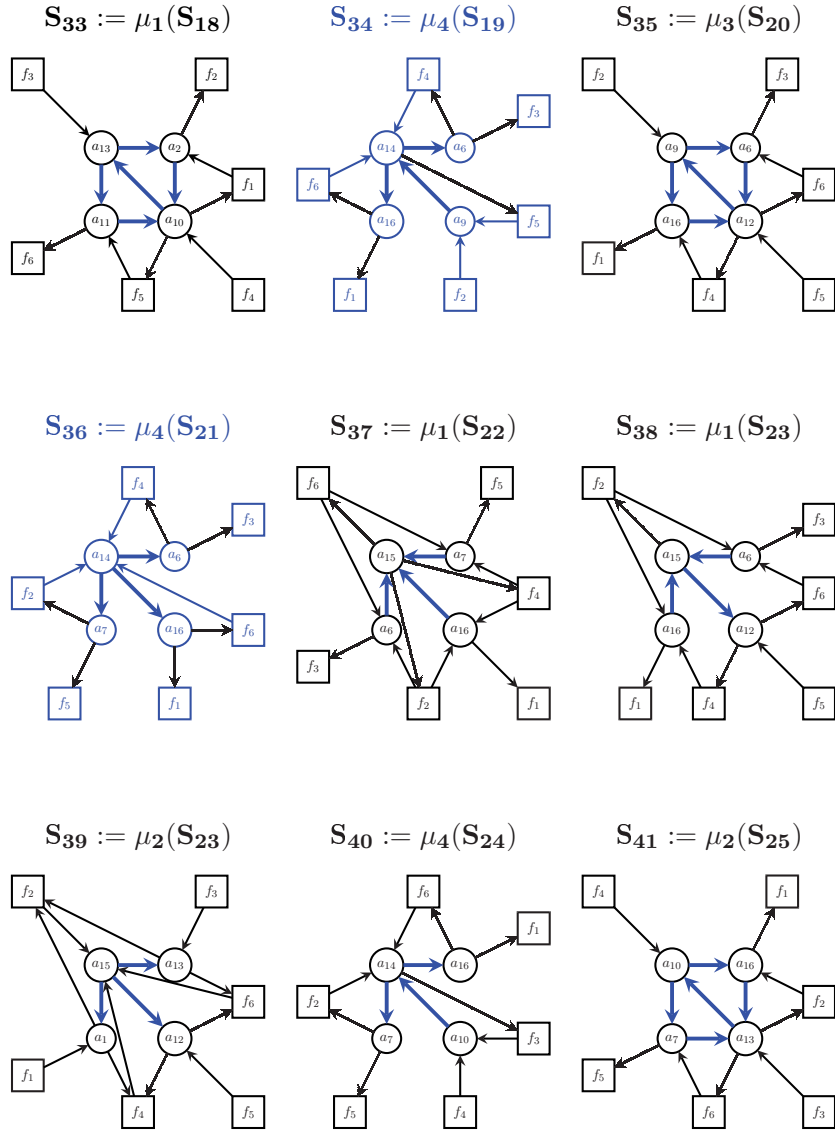 S₃₃ := μ₁(S₁₈) S₃₄ := μ₄(S₁₉) S₃₅ := μ₃(S₂₀)
f₃ f₂ f₄ f₃ f₂ f₃
a₁₃ a₂ a₁₄ a₆ a₉ a₆
f₁ f₆ f₅ f₆
a₁₁ a₁₀ a₁₆ a₉ a₁₆ a₁₂
f₆ f₅ f₄ f₁ f₂ f₁ f₄ f₅
S₃₆ := μ₄(S₂₁) S₃₇ := μ₁(S₂₂) S₃₈ := μ₁(S₂₃)
f₄ f₃ f₆ f₅ f₂ f₃
a₁₄ a₆ a₁₅ a₇ a₁₅ a₆
f₂ f₆ f₄ f₆
a₇ a₁₆ a₆ a₁₆ a₁₆ a₁₂
f₅ f₁ f₃ f₂ f₁ f₁ f₄ f₅
S₃₉ := μ₂(S₂₃) S₄₀ := μ₄(S₂₄) S₄₁ := μ₂(S₂₅)
f₂ f₃ f₆ f₁ f₄ f₁
a₁₅ a₁₃ a₁₄ a₁₆ a₁₀ a₁₆
f₆ f₂ f₃ f₂
a₁ a₁₂ a₇ a₁₀ a₇ a₁₃
f₁ f₄ f₅ f₅ f₄ f₅ f₆ f₃